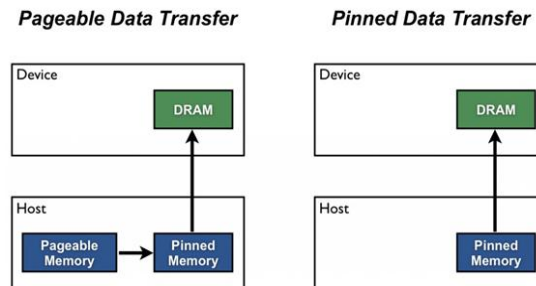 Pageable Data Transfer
Device
DRAM
Host
Pageable
Memory
Pinned
Memory
Pinned Data Transfer
Device
DRAM
Host
Pinned
Memory